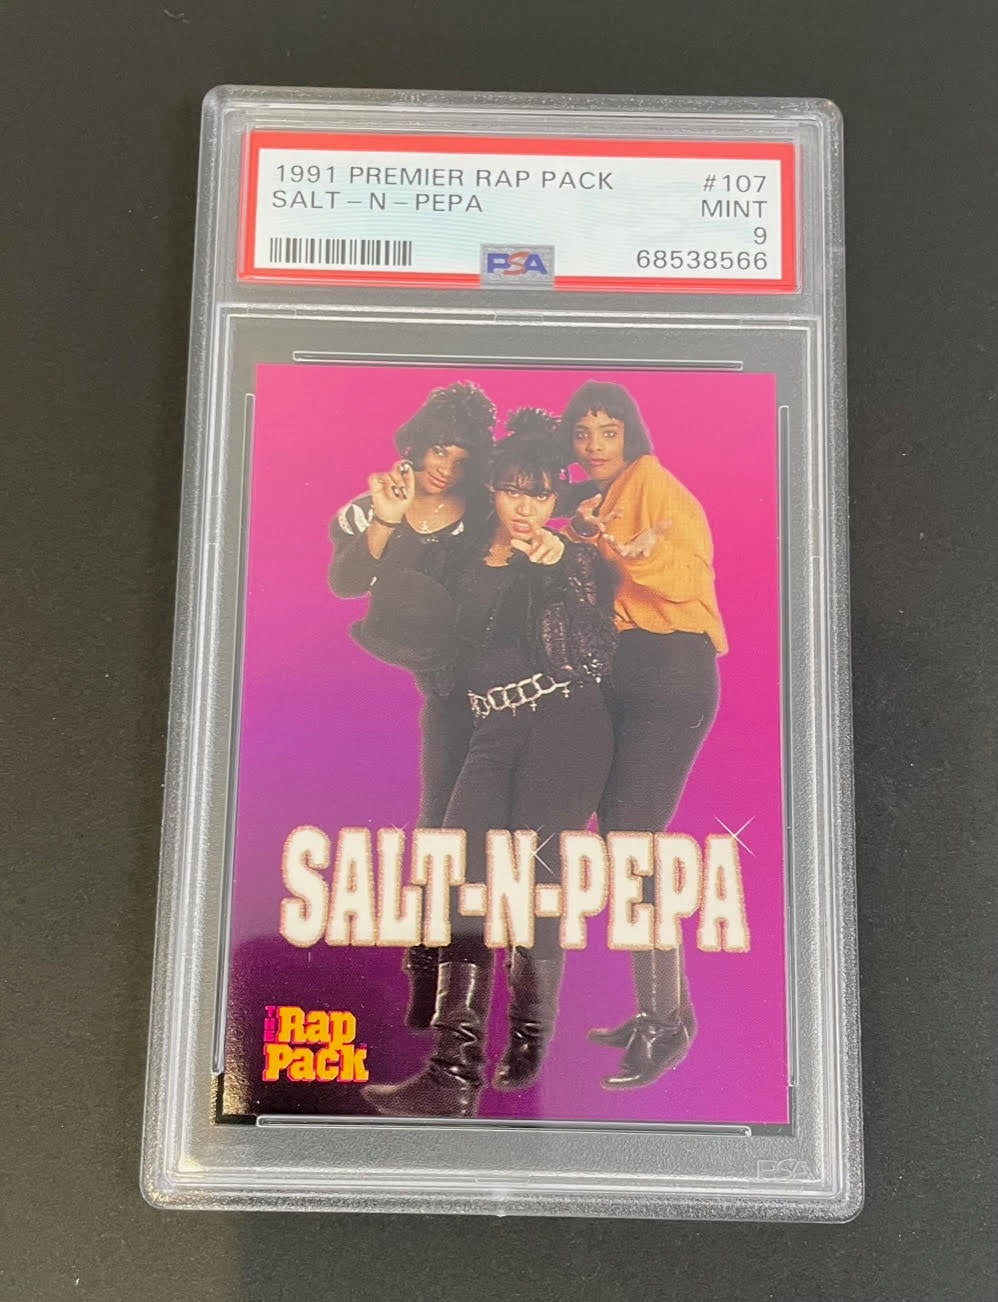 1991 PREMIER RAP PACK #107
SALT-N-PEPA MINT
9
PSA 68538566
SALT-N-PEPA
THE
Rap
Pack
PSA